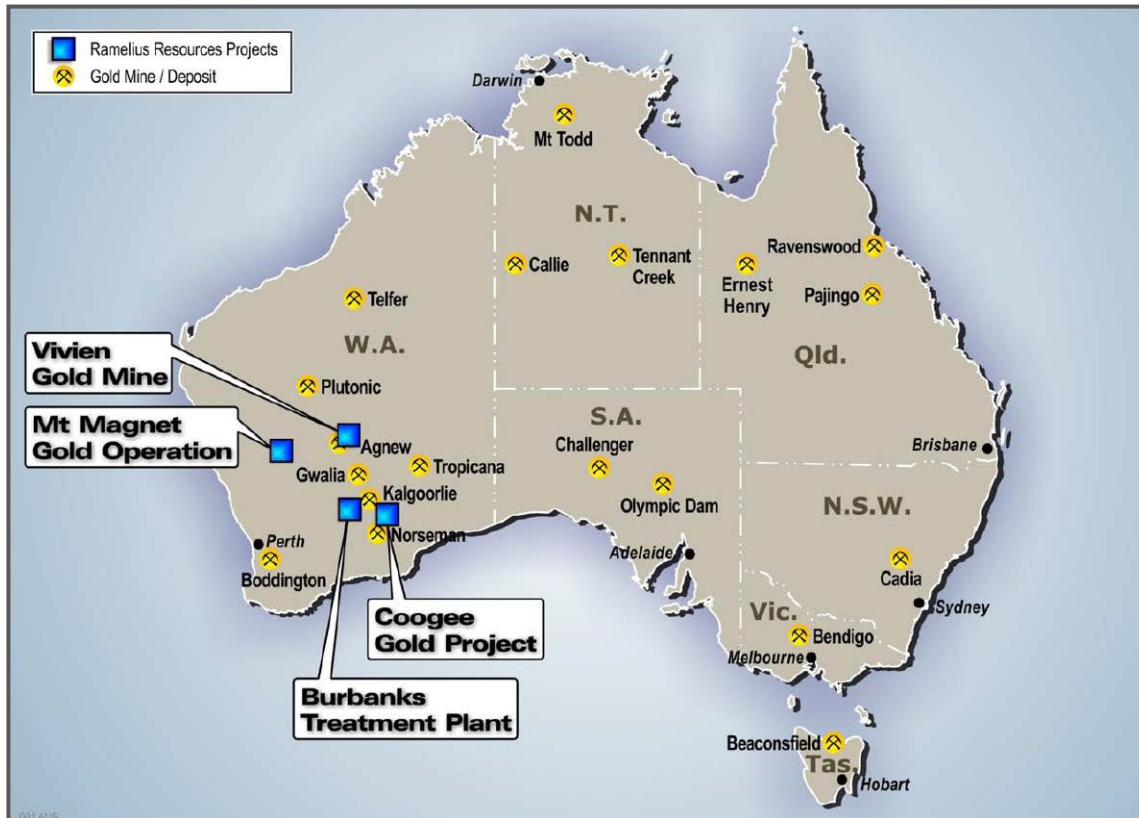 Ramelius Resources Projects
Gold Mine / Deposit
Darwin
Mt Todd
N.T.
Ravenswood
Callie
Tennant
Creek
Ernest
Henry
Telfer
Pajingo
Vivien
Gold Mine
W.A.
Qld.
Plutonic
Mt Magnet
Gold Operation
S.A.
Challenger
Agnew
Brisbane
Gwalia
Tropicana
Kalgoorlie
Olympic Dam
N.S.W.
Norseman
Perth
Boddington
Adelaide
Cadia
Coogee
Gold Project
Vic.
Sydney
Bendigo
Melbourne
Burbanks
Treatment Plant
Beaconsfield
Tas.
Hobart